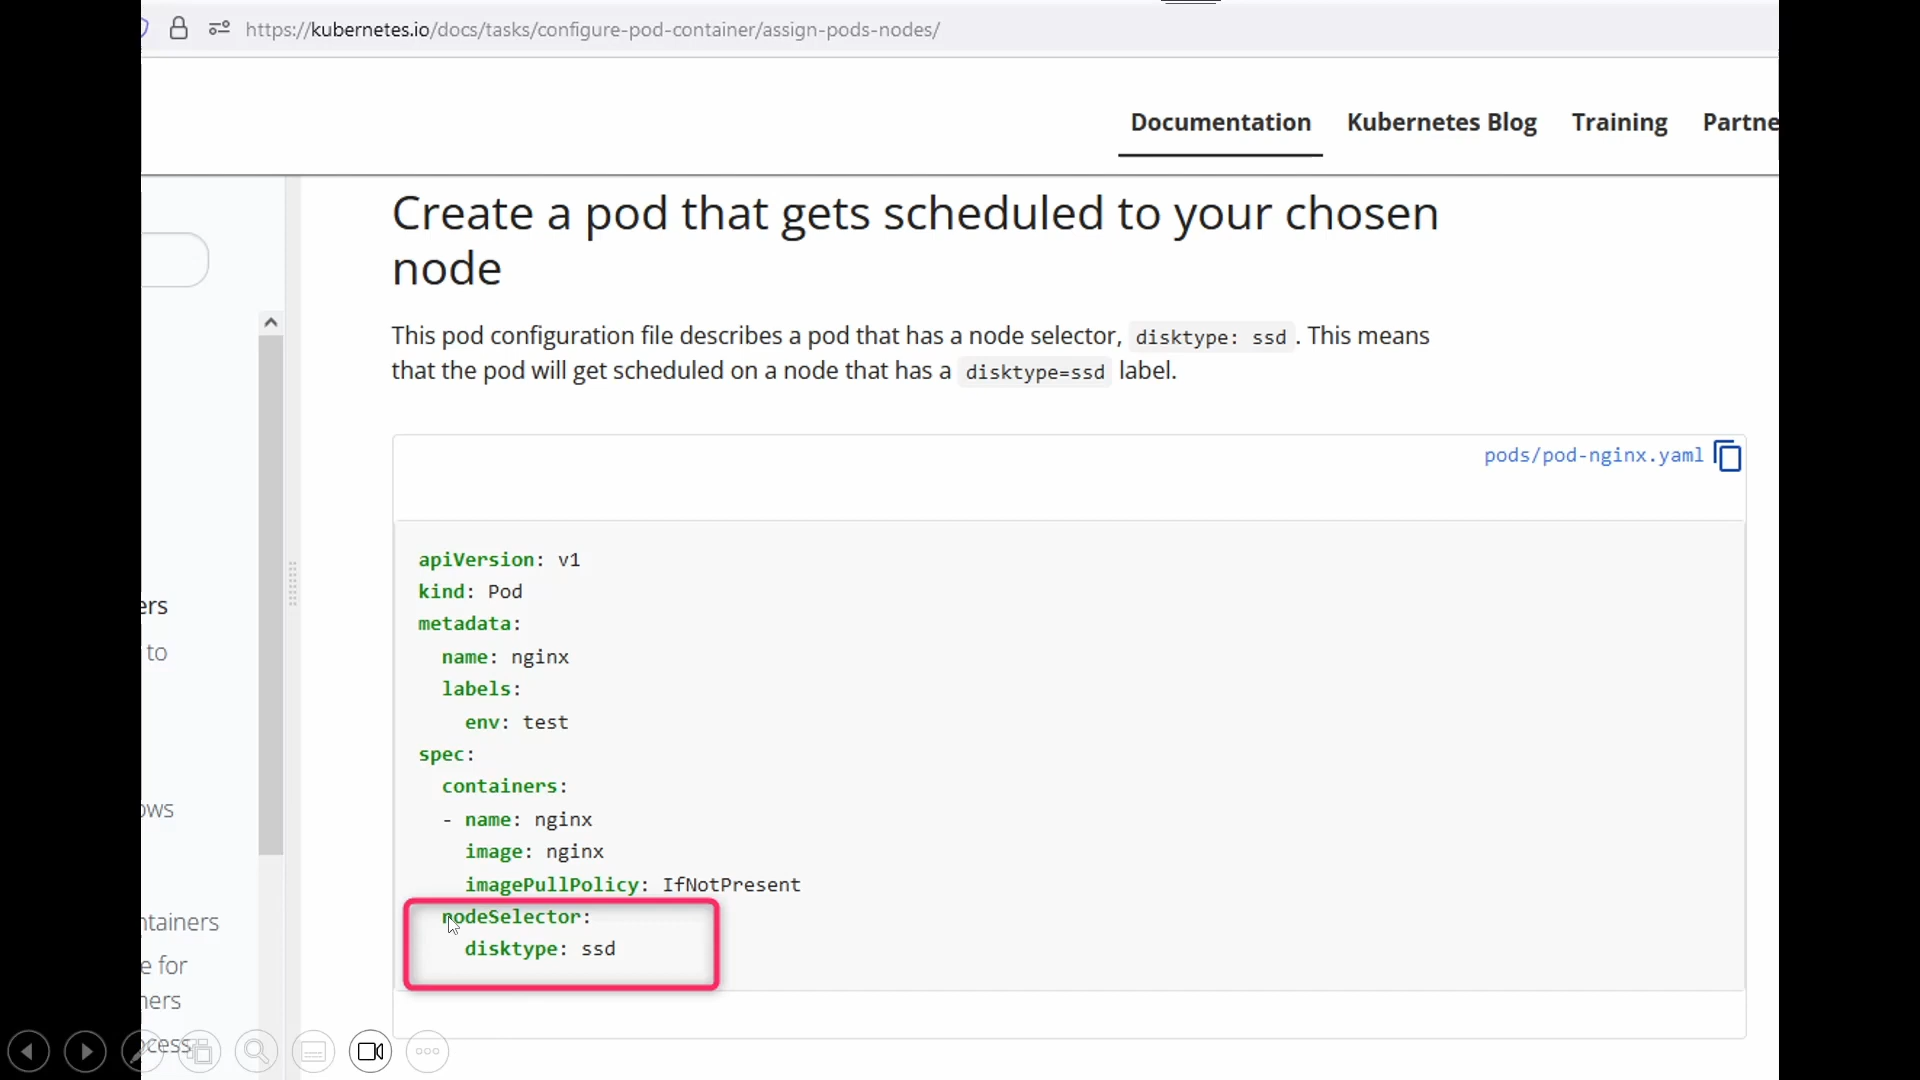 https://kubernetes.io/docs/tasks/configure-pod-container/assign-pods-nodes/
Documentation Kubernetes Blog Training Partne
Create a pod that gets scheduled to your chosen
node
This pod configuration file describes a pod that has a node selector, disktype: ssd. This means
that the pod will get scheduled on a node that has a disktype=ssd label.
pods/pod-nginx.yaml
apiVersion: v1
kind: Pod
metadata:
  name: nginx
  labels:
    env: test
spec:
  containers:
  - name: nginx
    image: nginx
    imagePullPolicy: IfNotPresent
  nodeSelector:
    disktype: ssd
ers
to
ows
ntainers
e for
ners
cess